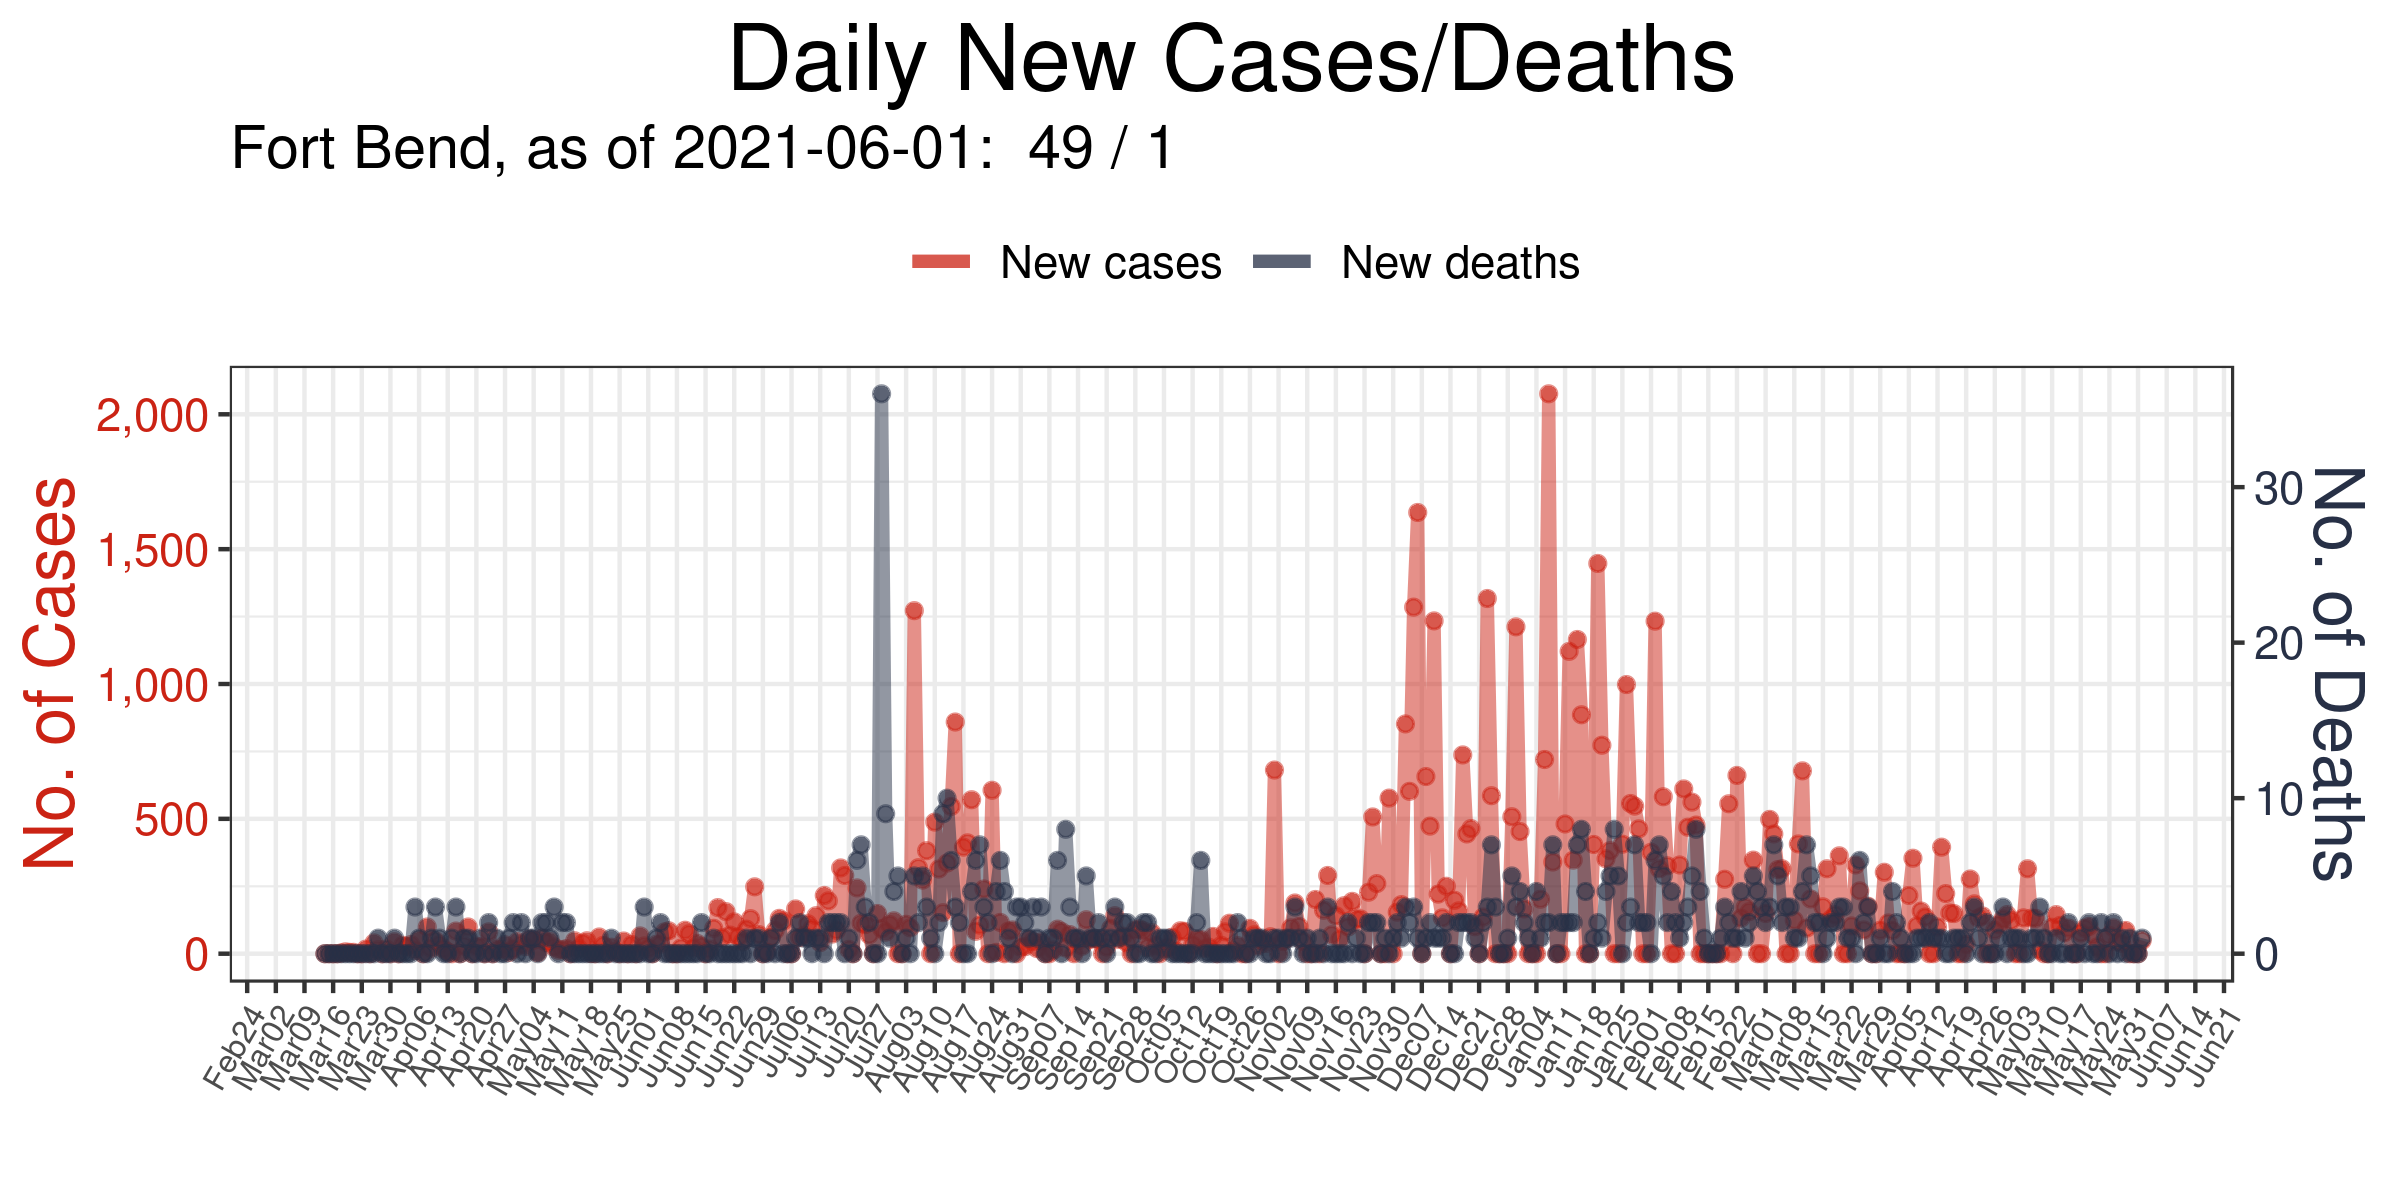 Daily New Cases/Deaths
Fort Bend, as of 2021-06-01:  49 / 1
New cases New deaths
No. of Cases
2,000
1,500
1,000
500
0
30
20
10
0
No. of Deaths
Feb24 Mar02 Mar09 Mar16 Mar23 Mar30 Apr06 Apr13 Apr20 Apr27 May04 May11 May18 May25 Jun01 Jun08 Jun15 Jun22 Jun29 Jul06 Jul13 Jul20 Jul27 Aug03 Aug10 Aug17 Aug24 Aug31 Sep07 Sep14 Sep21 Sep28 Oct05 Oct12 Oct19 Oct26 Nov02 Nov09 Nov16 Nov23 Nov30 Dec07 Dec14 Dec21 Dec28 Jan04 Jan11 Jan18 Jan25 Feb01 Feb08 Feb15 Feb22 Mar01 Mar08 Mar15 Mar22 Mar29 Apr05 Apr12 Apr19 Apr26 May03 May10 May17 May24 May31 Jun07 Jun14 Jun21